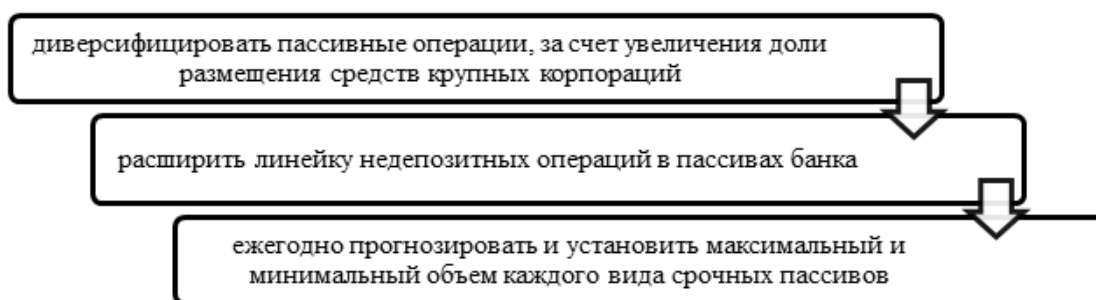 диверсифицировать пассивные операции, за счет увеличения доли
размещения средств крупных корпораций
расширить линейку недепозитных операций в пассивах банка
ежегодно прогнозировать и установить максимальный и
минимальный объем каждого вида срочных пассивов